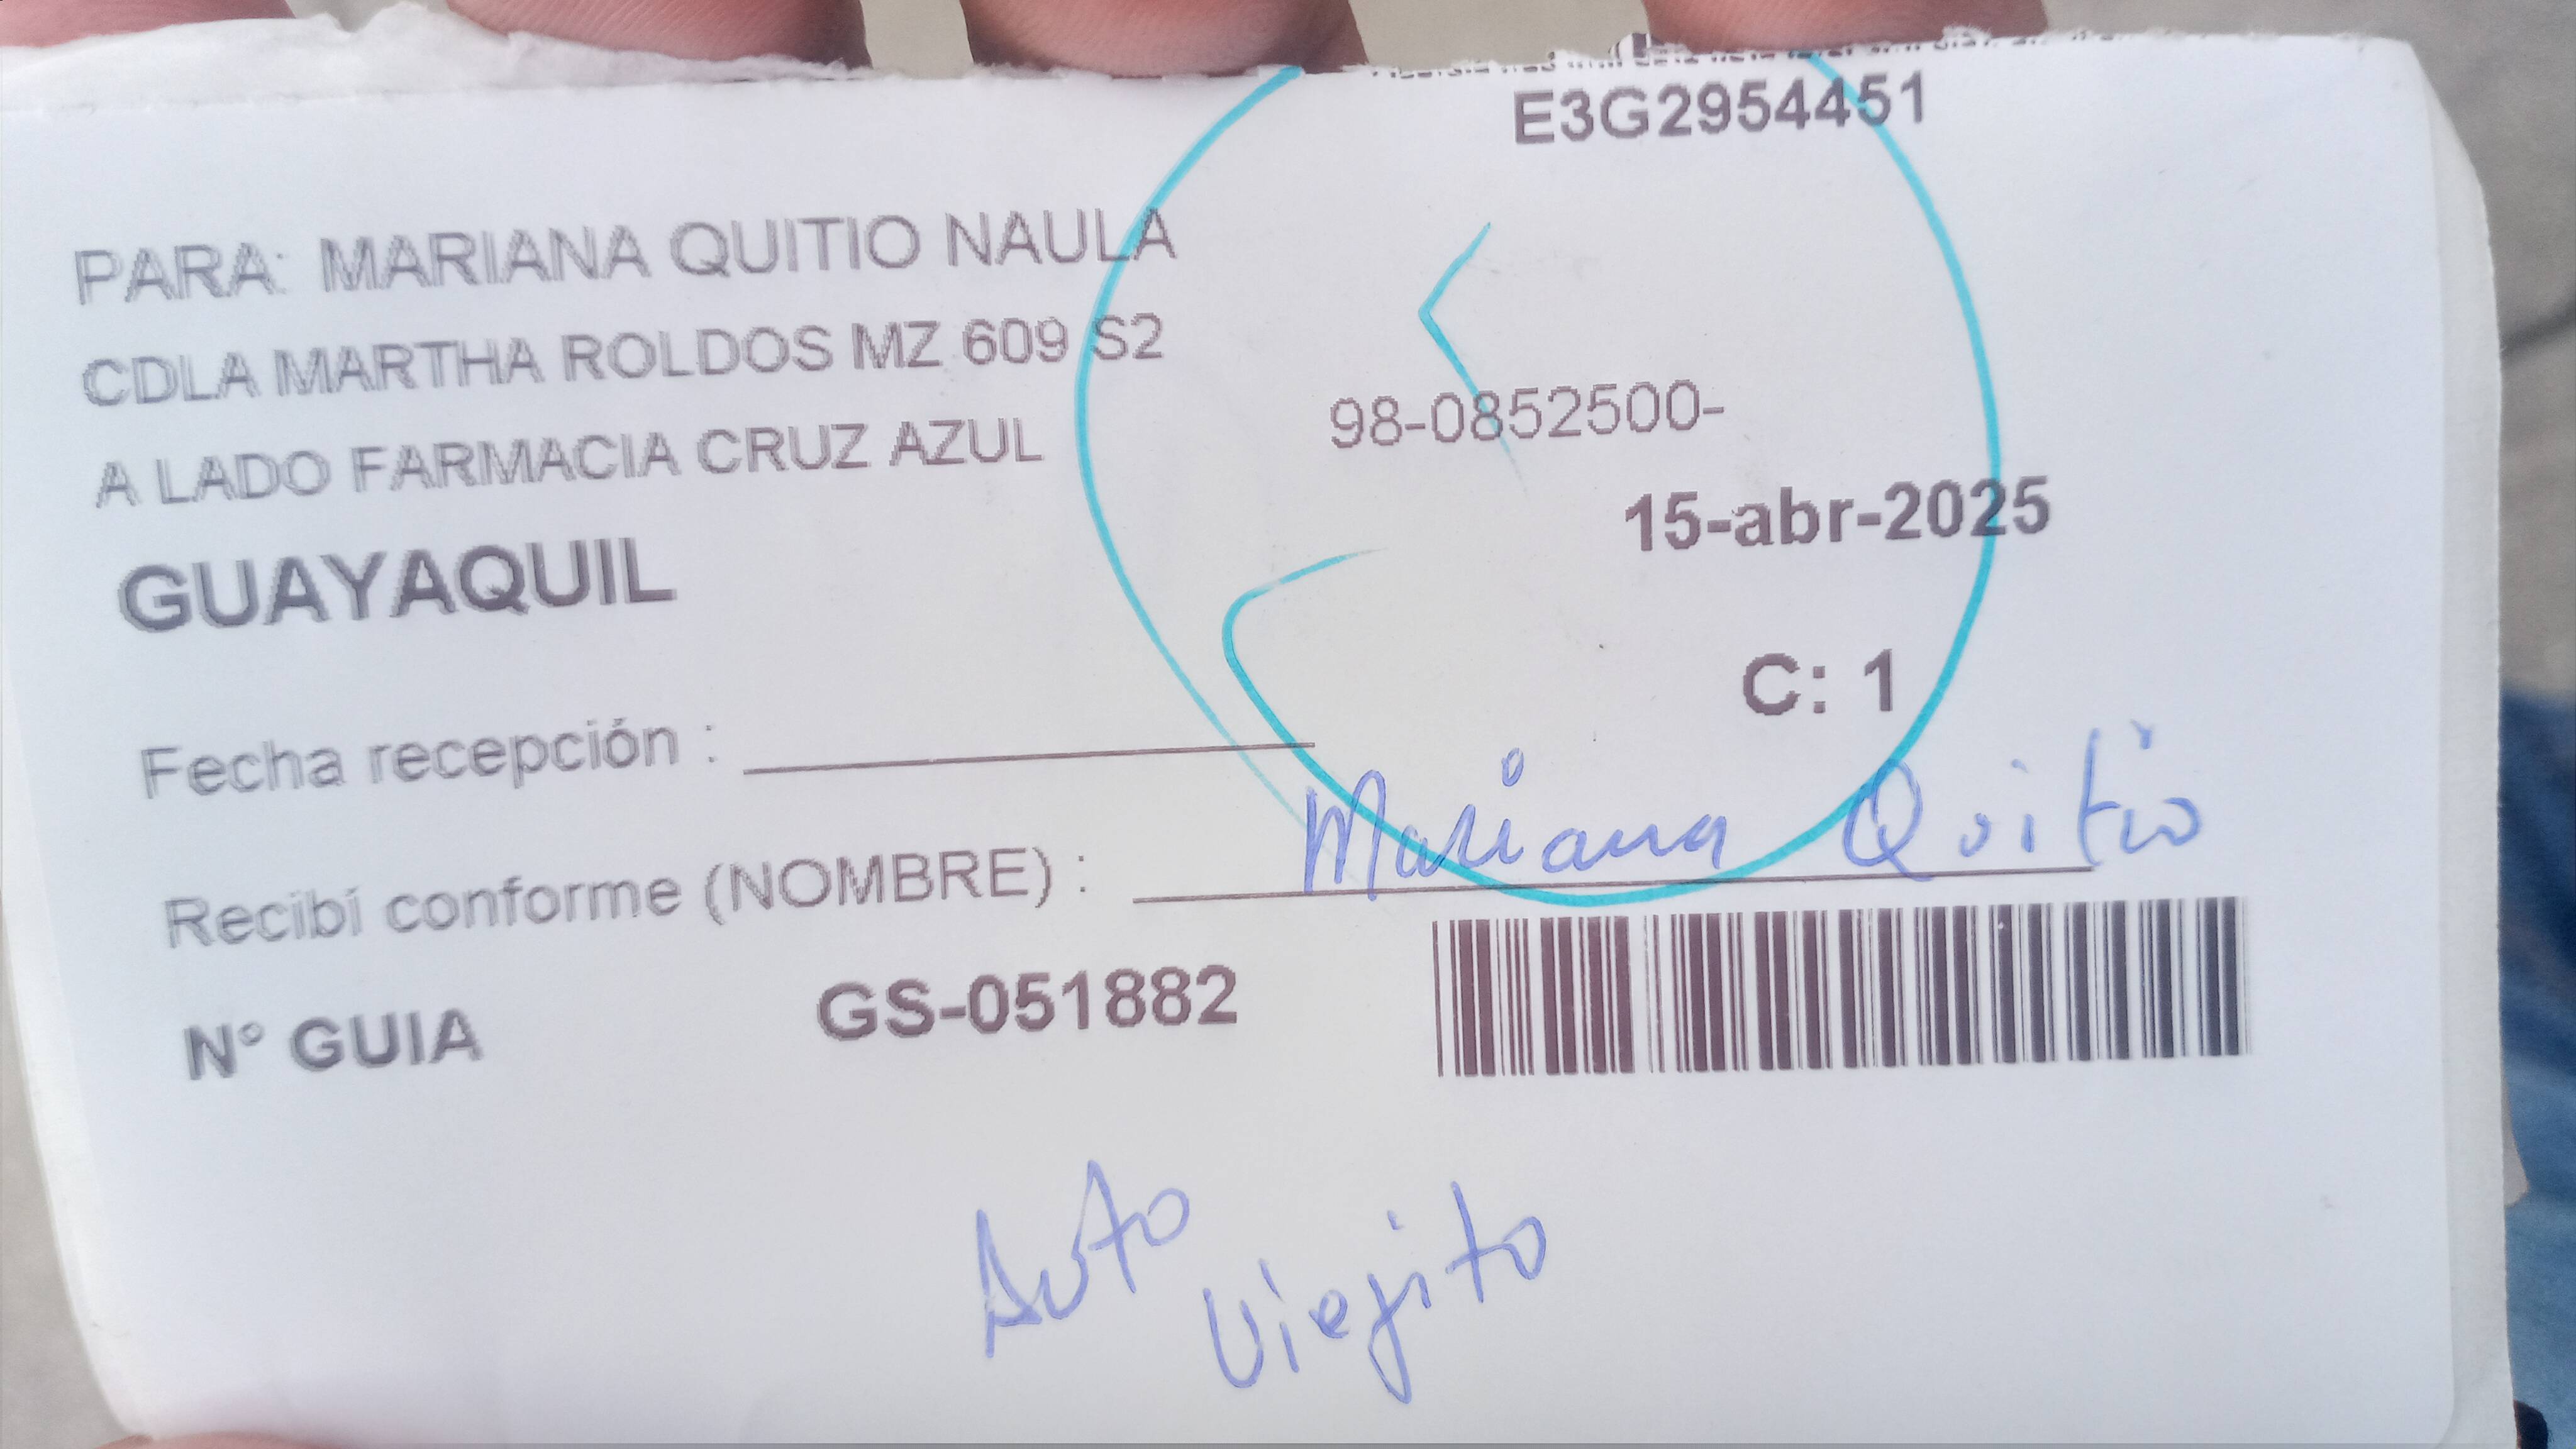 E3G2954451
PARA: MARIANA QUITIO NAULA
CDLA MARTHA ROLDOS MZ 609 S2
98-0852500-
A LADO FARMACIA CRUZ AZUL
15-abr-2025
GUAYAQUIL
C: 1
Fecha recepción :
Recibí conforme (NOMBRE) : Mariana Quitio
N° GUIA GS-051882
Auto
Viejito